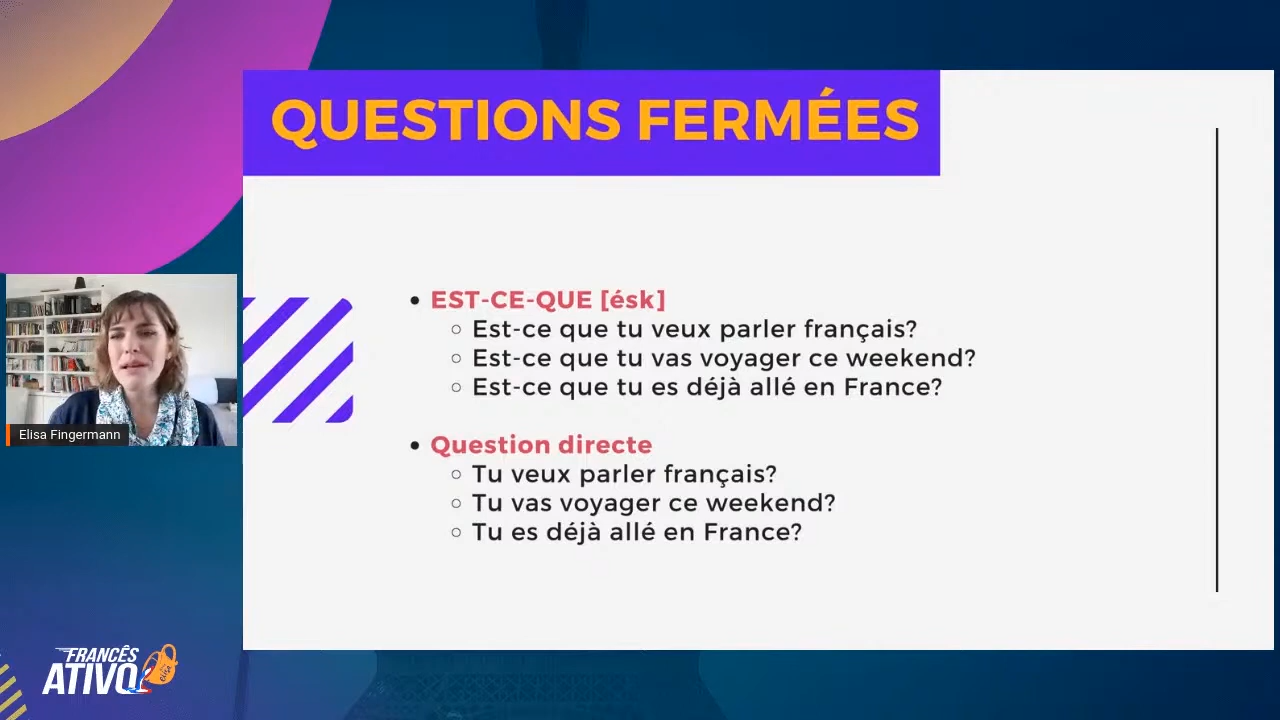 QUESTIONS FERMÉES
EST-CE-QUE [ésk]
Est-ce que tu veux parler français?
Est-ce que tu vas voyager ce weekend?
Est-ce que tu es déjà allé en France?
Question directe
Tu veux parler français?
Tu vas voyager ce weekend?
Tu es déjà allé en France?
Elisa Fingermann
FRANCÊS
ATIVO